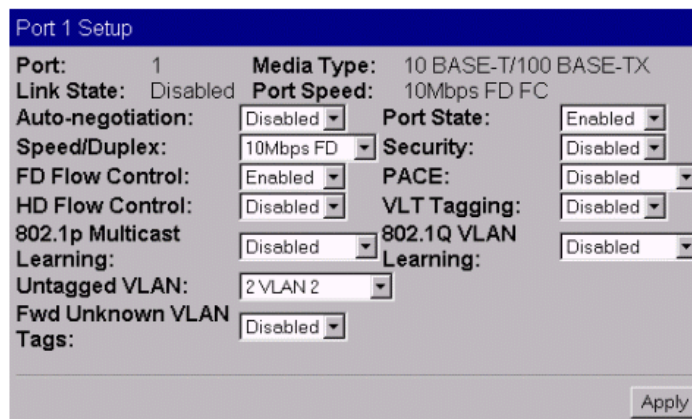 Port 1 Setup
Port: 1 Media Type: 10 BASE-T/100 BASE-TX
Link State: Disabled Port Speed: 10Mbps FD FC
Auto-negotiation: Disabled Port State: Enabled
Speed/Duplex: 10Mbps FD Security: Disabled
FD Flow Control: Enabled PACE: Disabled
HD Flow Control: Disabled VLT Tagging: Disabled
802.1p Multicast Learning: Disabled 802.1Q VLAN Learning: Disabled
Untagged VLAN: 2 VLAN 2
Fwd Unknown VLAN Tags: Disabled
Apply